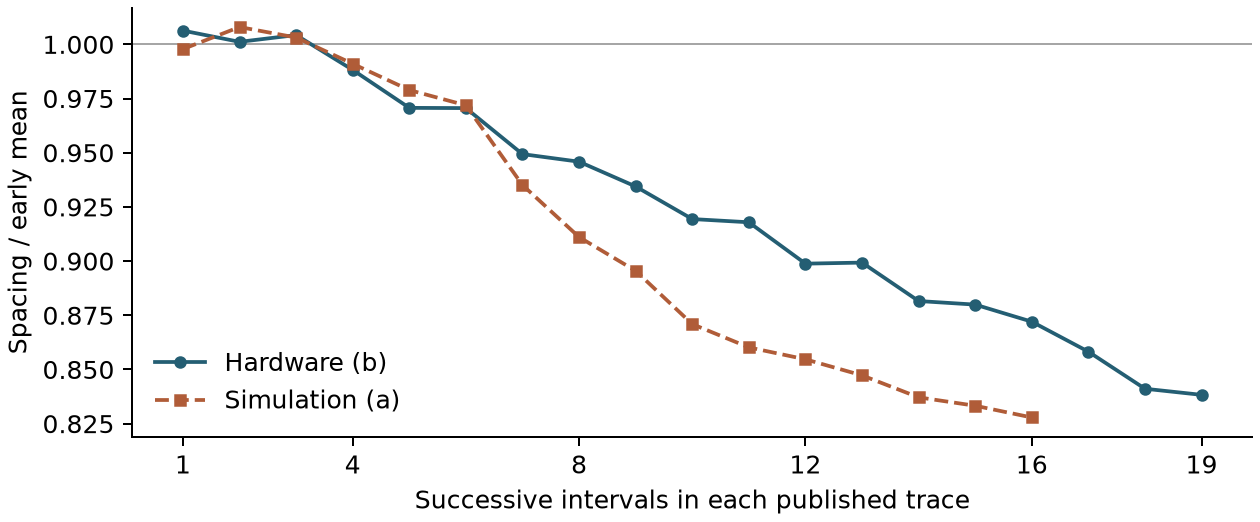 Spacing / early mean
1.000
0.975
0.950
0.925
0.900
0.875
0.850
0.825
Hardware (b)
Simulation (a)
1 4 8 12 16 19
Successive intervals in each published trace